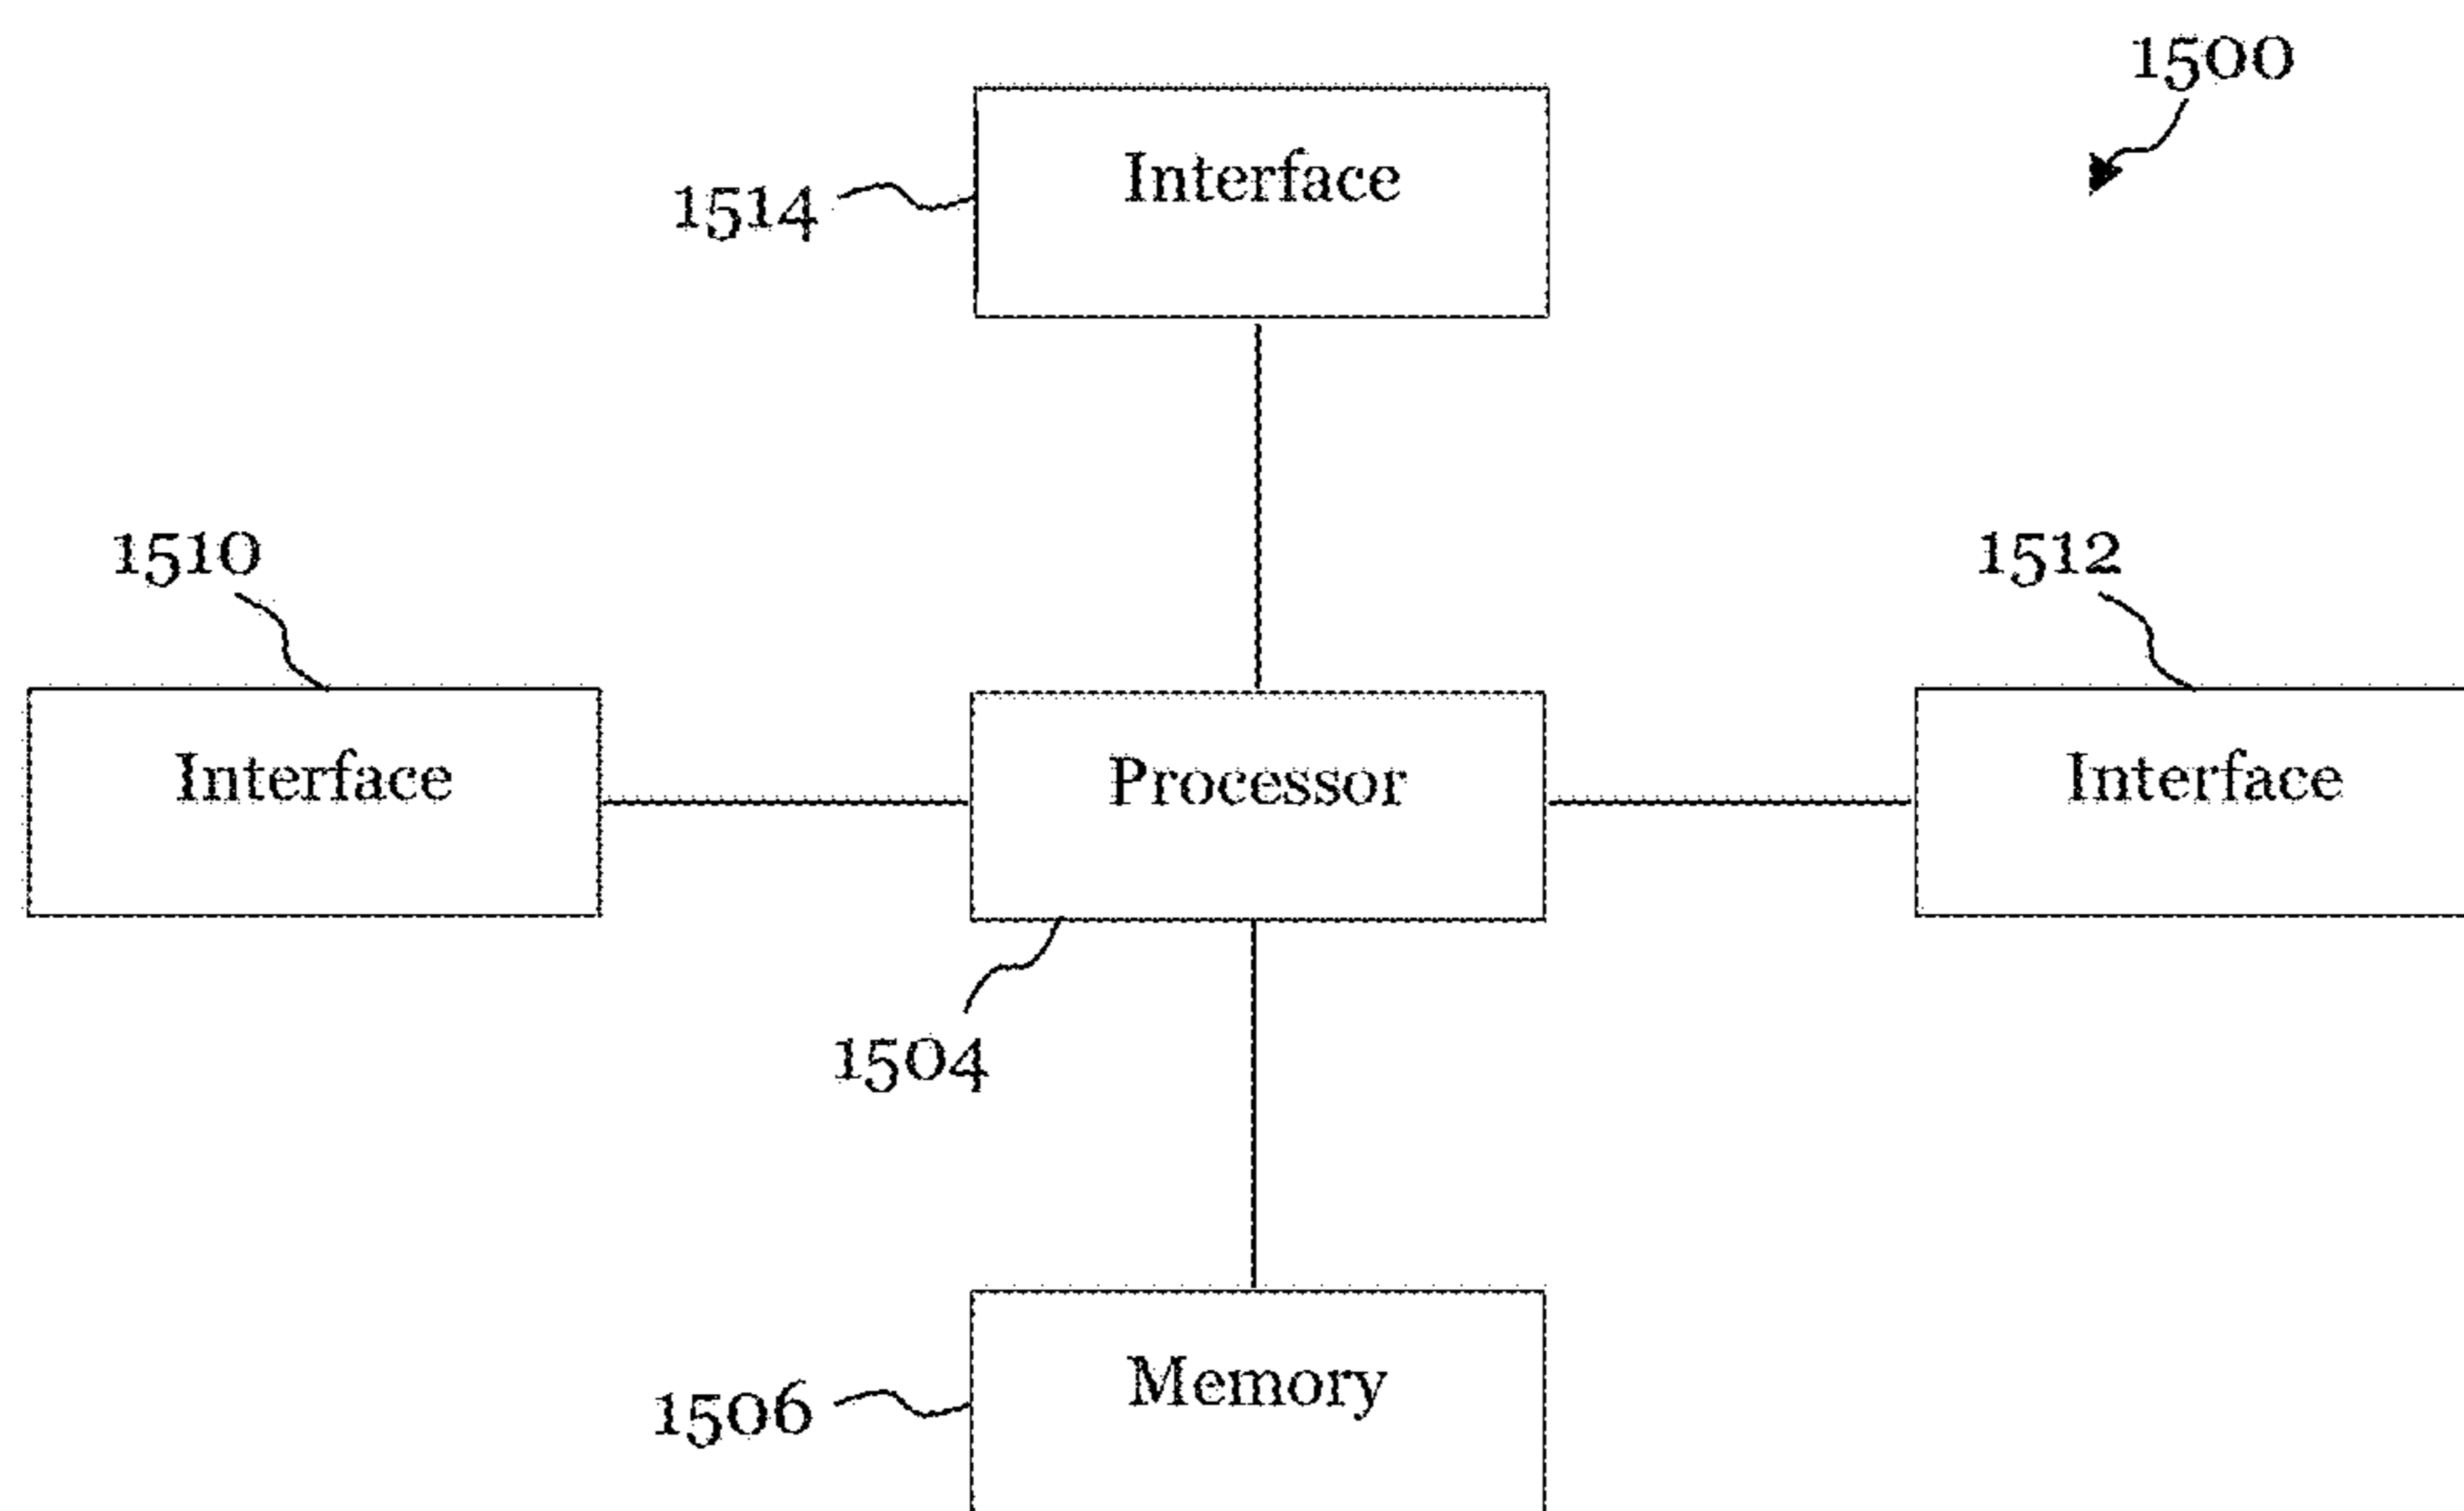 1500
Interface
1514
1510
1512
Interface
Processor
Interface
1504
Memory
1506